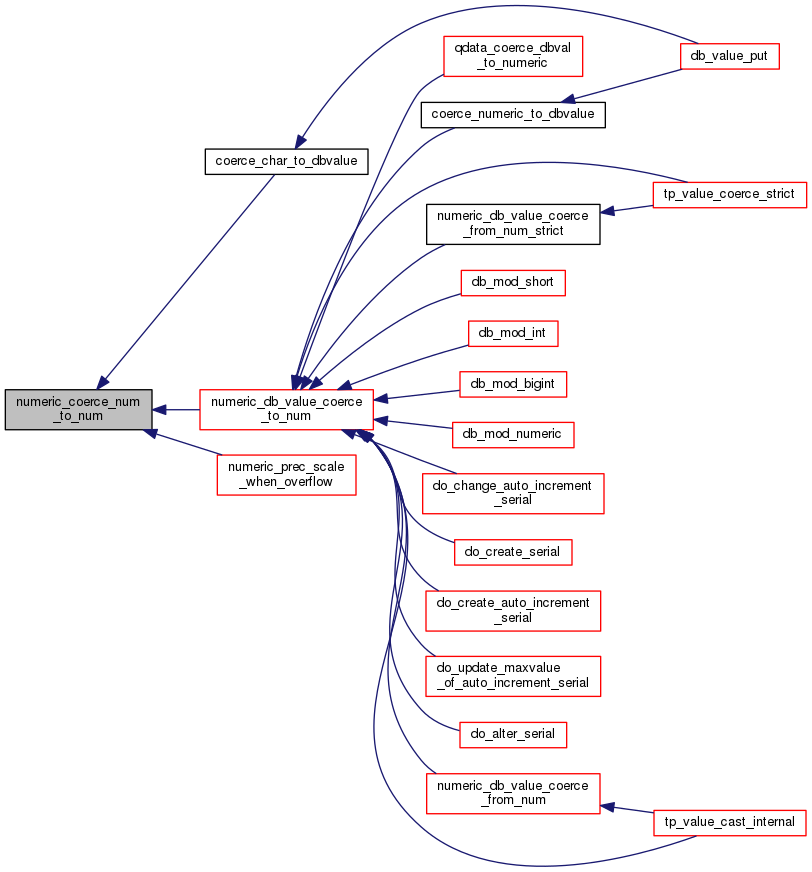 qdata_coerce_dbval
_to_numeric
db_value_put
coerce_numeric_to_dbvalue
coerce_char_to_dbvalue
tp_value_coerce_strict
numeric_db_value_coerce
_from_num_strict
db_mod_short
db_mod_int
db_mod_bigint
numeric_coerce_num
_to_num
numeric_db_value_coerce
_to_num
db_mod_numeric
numeric_prec_scale
_when_overflow
do_change_auto_increment
_serial
do_create_serial
do_create_auto_increment
_serial
do_update_maxvalue
_of_auto_increment_serial
do_alter_serial
numeric_db_value_coerce
_from_num
tp_value_cast_internal